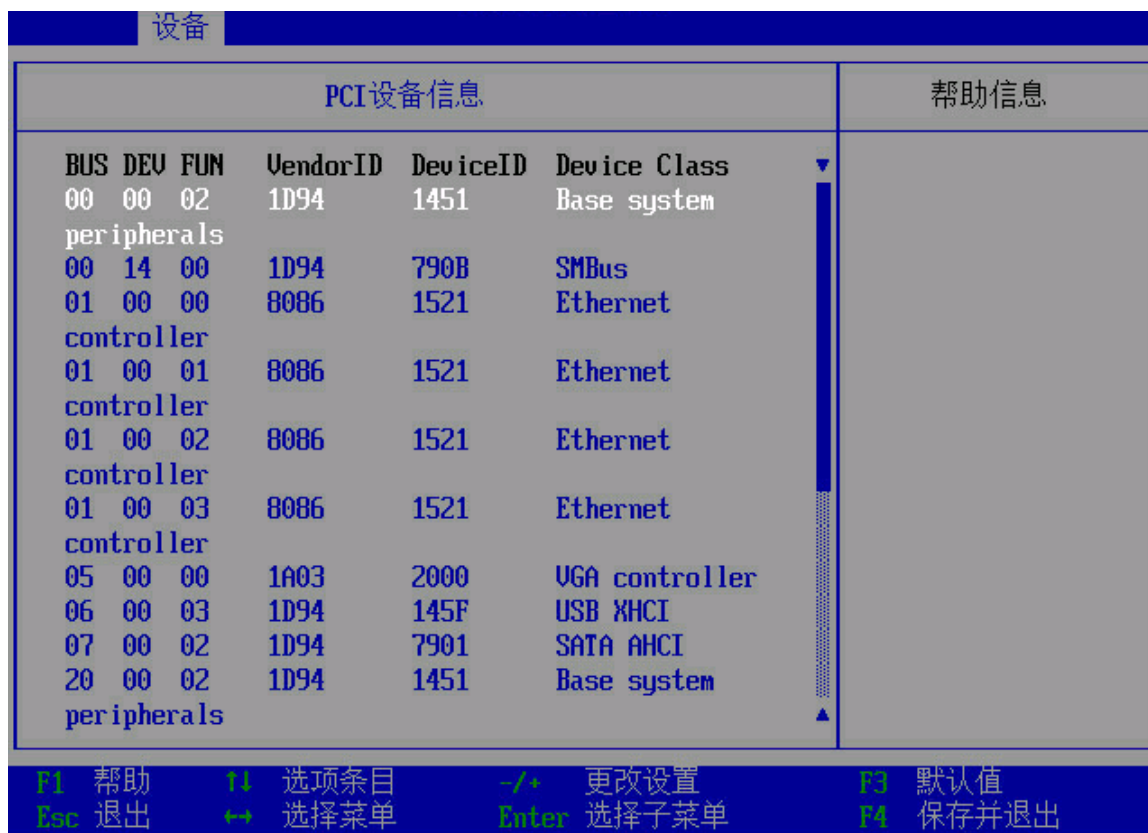 设备
PCI设备信息
帮助信息
BUS DEV FUN VendorID DeviceID Device Class
00 00 02 1D94 1451 Base system
peripherals
00 14 00 1D94 790B SMBus
01 00 00 8086 1521 Ethernet
controller
01 00 01 8086 1521 Ethernet
controller
01 00 02 8086 1521 Ethernet
controller
01 00 03 8086 1521 Ethernet
controller
05 00 00 1A03 2000 VGA controller
06 00 03 1D94 145F USB XHCI
07 00 02 1D94 7901 SATA AHCI
20 00 02 1D94 1451 Base system
peripherals
F1 帮助 ↑↓ 选项条目 -/+ 更改设置 F3 默认值
Esc 退出 ←→ 选择菜单 Enter 选择子菜单 F4 保存并退出